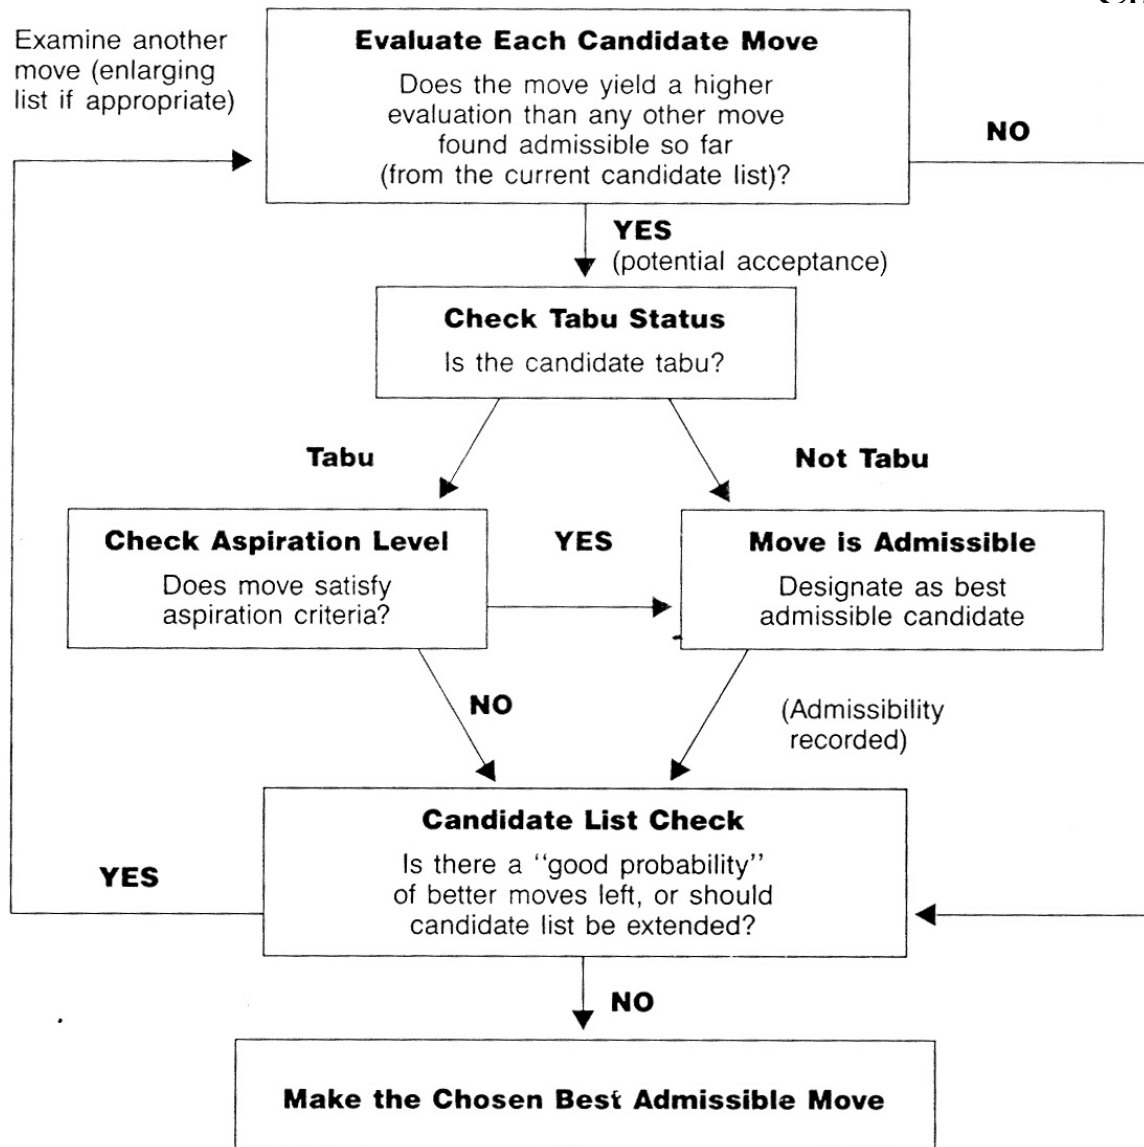 Examine another
move (enlarging
list if appropriate)
Evaluate Each Candidate Move
Does the move yield a higher
evaluation than any other move
found admissible so far
(from the current candidate list)?
NO
YES
(potential acceptance)
Check Tabu Status
Is the candidate tabu?
Tabu
Not Tabu
Check Aspiration Level
Does move satisfy
aspiration criteria?
YES
Move is Admissible
Designate as best
admissible candidate
NO
(Admissibility
recorded)
Candidate List Check
Is there a "good probability"
of better moves left, or should
candidate list be extended?
YES
NO
Make the Chosen Best Admissible Move